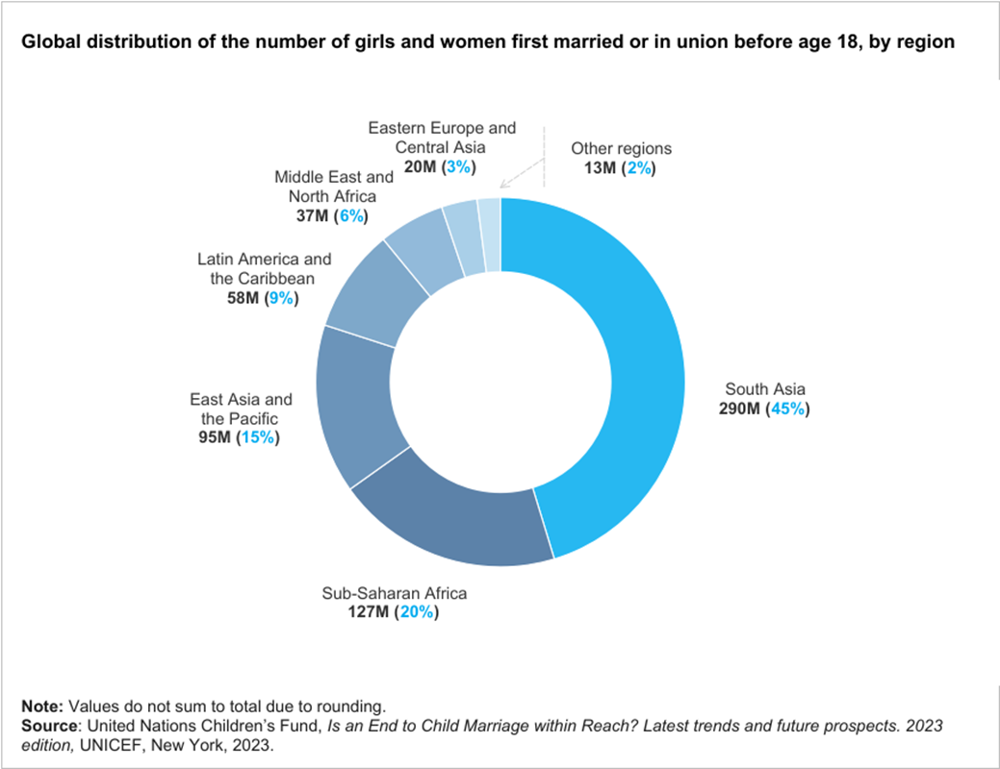 Global distribution of the number of girls and women first married or in union before age 18, by region
Eastern Europe and
Central Asia
20M (3%)
Other regions
13M (2%)
Middle East and
North Africa
37M (6%)
Latin America and
the Caribbean
58M (9%)
South Asia
290M (45%)
East Asia and
the Pacific
95M (15%)
Sub-Saharan Africa
127M (20%)
Note: Values do not sum to total due to rounding.
Source: United Nations Children’s Fund, Is an End to Child Marriage within Reach? Latest trends and future prospects. 2023
edition, UNICEF, New York, 2023.